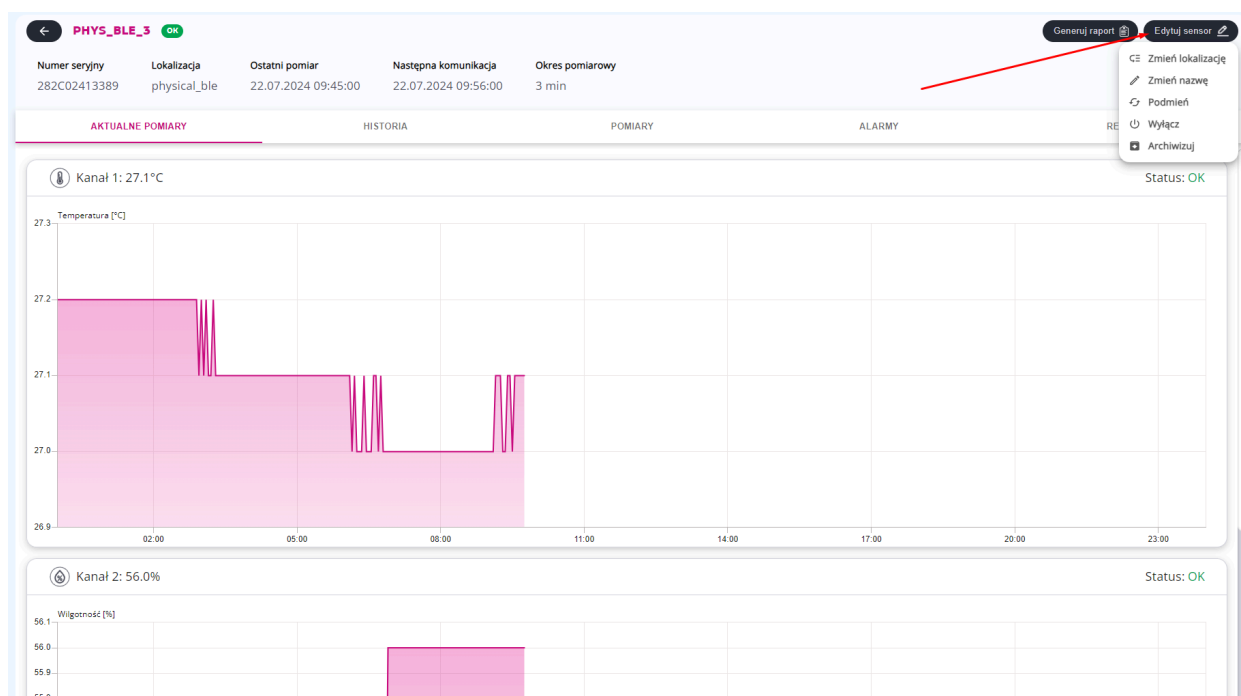 PHYS_BLE_3 OK
Generuj raport
Edytuj sensor
Zmień lokalizację
Zmień nazwę
Podmień
Wyłącz
Archiwizuj
Numer seryjny Lokalizacja Ostatni pomiar Następna komunikacja Okres pomiarowy
282C02413389 physical_ble 22.07.2024 09:45:00 22.07.2024 09:56:00 3 min
AKTUALNE POMIARY HISTORIA POMIARY ALARMY RE
Kanał 1: 27.1°C Status: OK
Temperatura [°C]
27.3
27.2
27.1
27.0
26.9
02:00 05:00 08:00 11:00 14:00 17:00 20:00 23:00
Kanał 2: 56.0% Status: OK
Wilgotność [%]
56.1
56.0
55.9